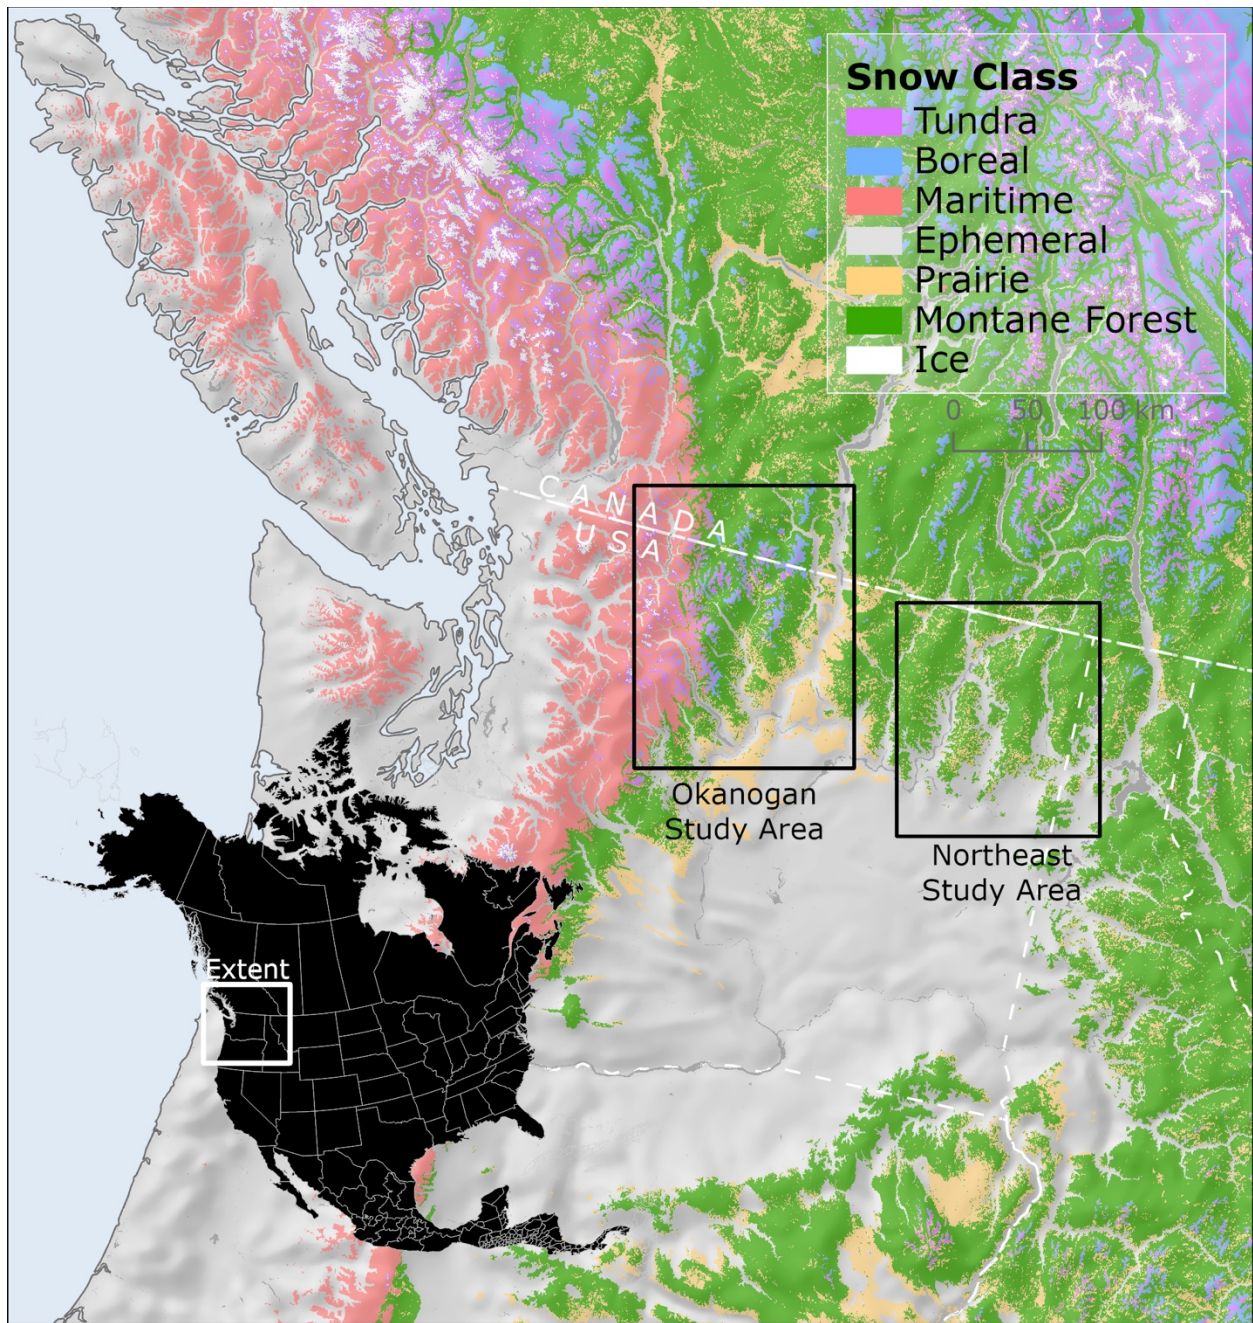 Snow Class
Tundra
Boreal
Maritime
Ephemeral
Prairie
Montane Forest
Ice
0 50 100 km
CANADA
USA
Okanogan
Study Area
Northeast
Study Area
Extent